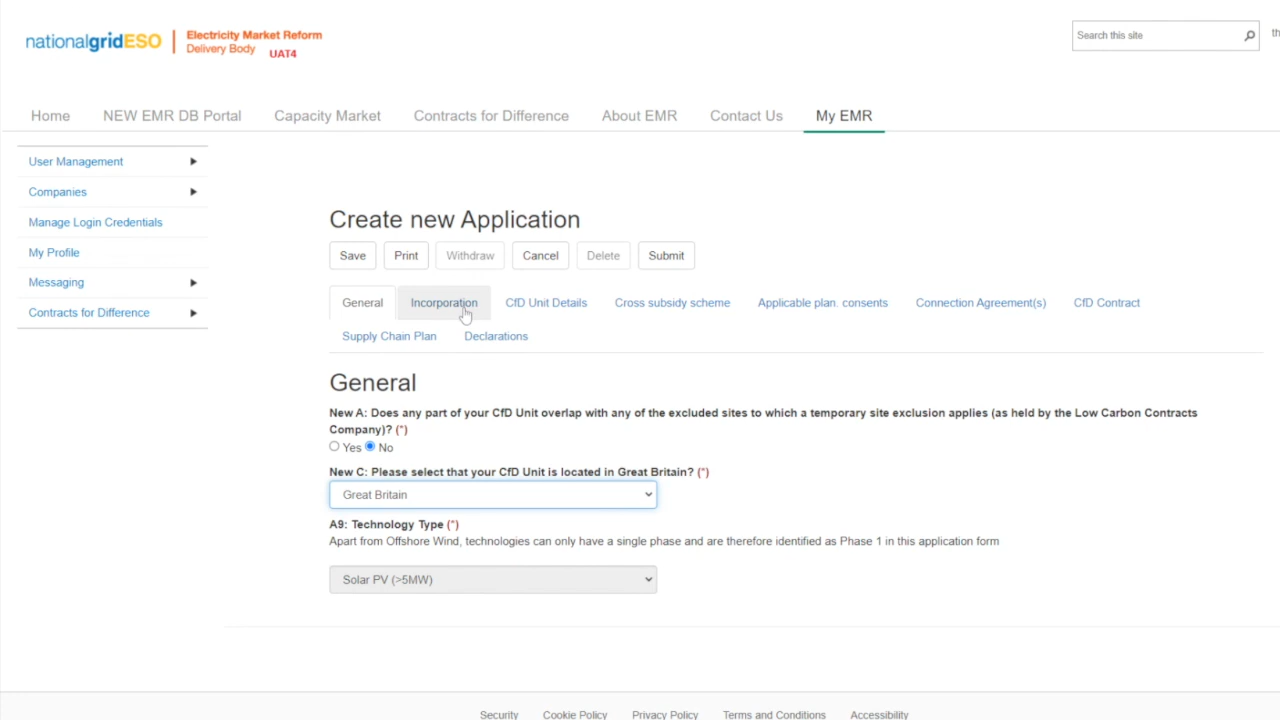 nationalgridESO
Electricity Market Reform
Delivery Body
UAT4
Search this site
th
Home
NEW EMR DB Portal
Capacity Market
Contracts for Difference
About EMR
Contact Us
My EMR
User Management
Companies
Manage Login Credentials
My Profile
Messaging
Contracts for Difference
Create new Application
Save
Print
Withdraw
Cancel
Delete
Submit
General
Incorporation
CfD Unit Details
Cross subsidy scheme
Applicable plan. consents
Connection Agreement(s)
CfD Contract
Supply Chain Plan
Declarations
General
New A: Does any part of your CfD Unit overlap with any of the excluded sites to which a temporary site exclusion applies (as held by the Low Carbon Contracts
Company)? (*)
Yes No
New C: Please select that your CfD Unit is located in Great Britain? (*)
Great Britain
A9: Technology Type (*)
Apart from Offshore Wind, technologies can only have a single phase and are therefore identified as Phase 1 in this application form
Solar PV (>5MW)
Security
Cookie Policy
Privacy Policy
Terms and Conditions
Accessibility